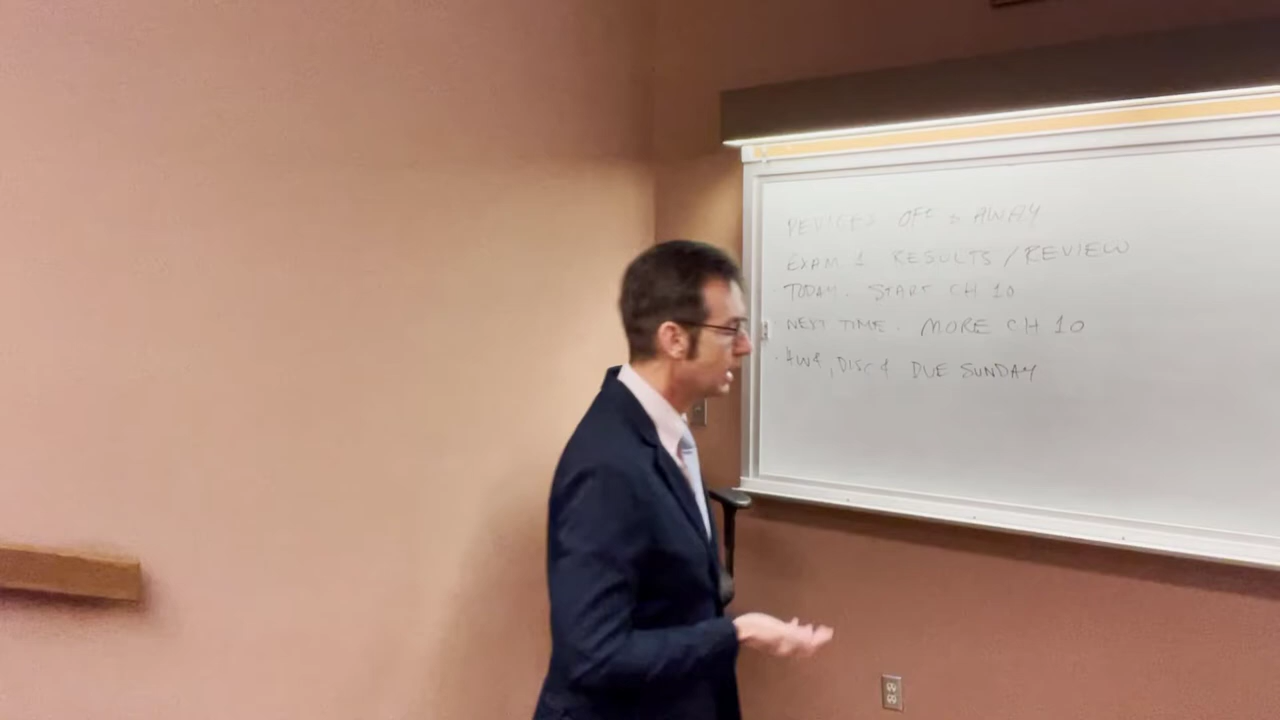 DEVICES OFF & AWAY
EXAM 1 RESULTS / REVIEW
· TODAY. START CH 10
· NEXT TIME. MORE CH 10
· DUE SUNDAY